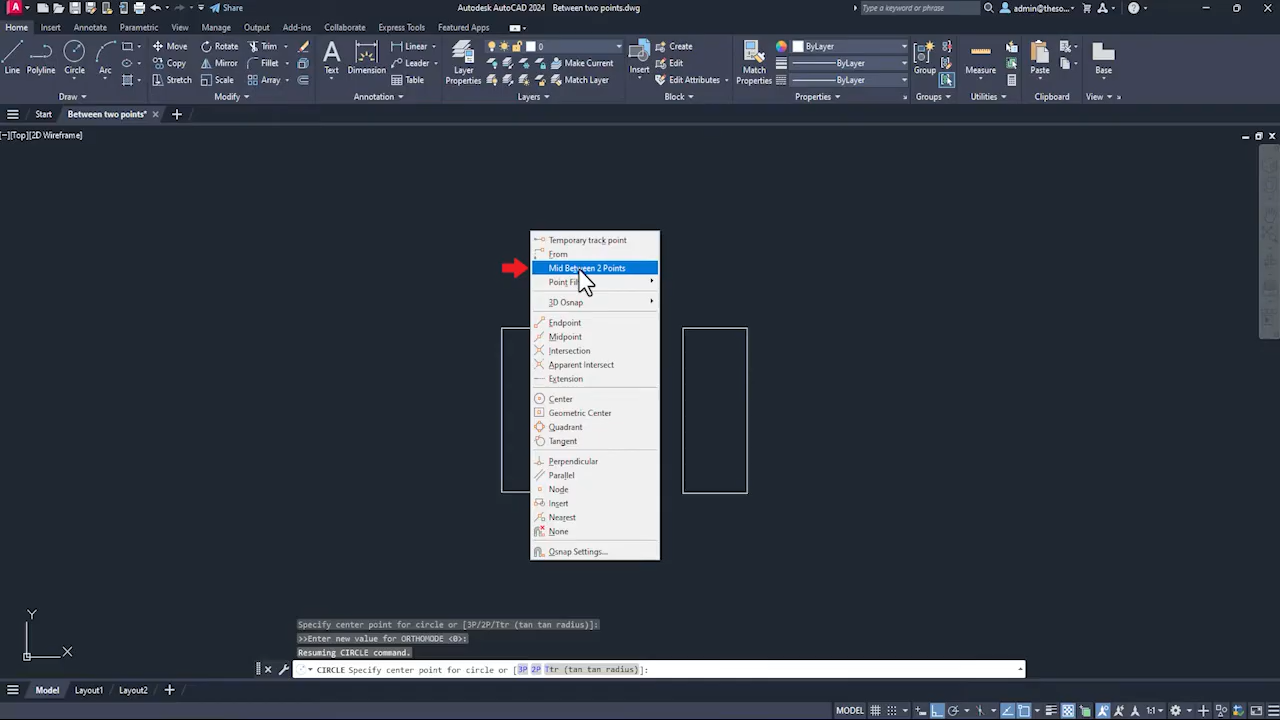 A Share Autodesk AutoCAD 2024 Between two points.dwg Type a keyword or phrase admin@theso...
Home Insert Annotate Parametric View Manage Output Add-ins Collaborate Express Tools Featured Apps
Line Polyline Circle Arc Move Rotate Trim Text Dimension Linear Layer Properties 0 Insert Create Match Properties ByLayer Group Measure Paste Base
Copy Mirror Fillet Leader Make Current Edit ByLayer
Stretch Scale Array Table Match Layer Edit Attributes ByLayer
Draw Modify Annotation Layers Block Properties Groups Utilities Clipboard View
Start Between two points*
[−][Top][2D Wireframe]
Temporary track point
From
Mid Between 2 Points
Point Fil
3D Osnap
Endpoint
Midpoint
Intersection
Apparent Intersect
Extension
Center
Geometric Center
Quadrant
Tangent
Perpendicular
Parallel
Node
Insert
Nearest
None
Osnap Settings...
Y
X
Specify center point for circle or [3P/2P/Ttr (tan tan radius)]:
>>Enter new value for ORTHOMODE <0>:
Resuming CIRCLE command.
CIRCLE Specify center point for circle or [3P 2P Ttr (tan tan radius)]:
Model Layout1 Layout2 +
MODEL 1:1